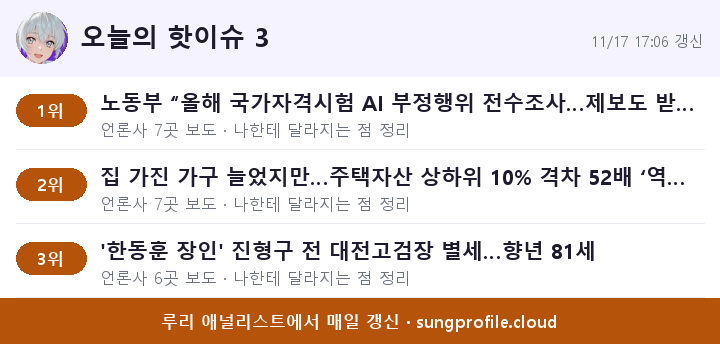 오늘의 핫이슈 3
11/17 17:06 갱신
1위
노동부 “올해 국가자격시험 AI 부정행위 전수조사…제보도 받…
언론사 7곳 보도 · 나한테 달라지는 점 정리
2위
집 가진 가구 늘었지만…주택자산 상하위 10% 격차 52배 ‘역…
언론사 7곳 보도 · 나한테 달라지는 점 정리
3위
'한동훈 장인' 진형구 전 대전고검장 별세…향년 81세
언론사 6곳 보도 · 나한테 달라지는 점 정리
루리 애널리스트에서 매일 갱신 · sungprofile.cloud